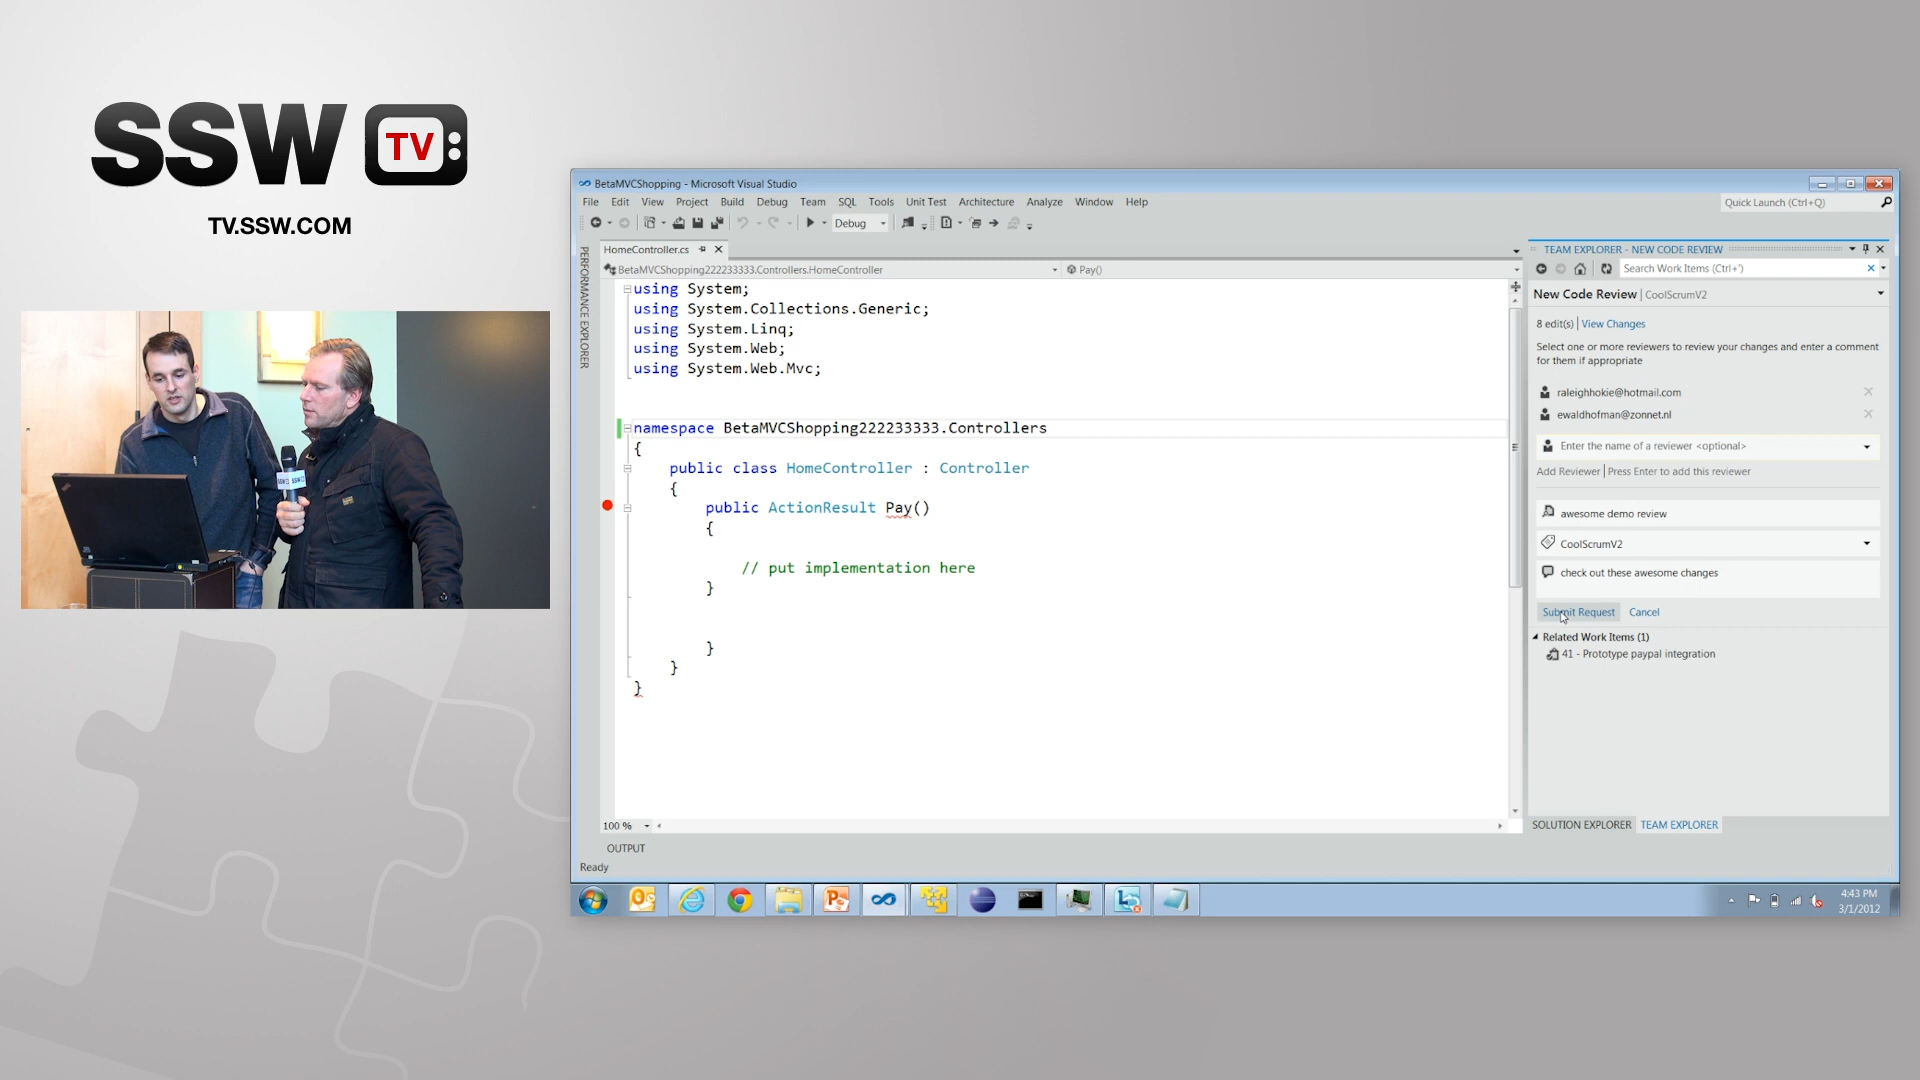 SSW TV
TV.SSW.COM
SSW SSW
BetaMVCShopping - Microsoft Visual Studio
File Edit View Project Build Debug Team SQL Tools Unit Test Architecture Analyze Window Help
Quick Launch (Ctrl+Q)
Debug
PERFORMANCE EXPLORER
HomeController.cs
BetaMVCShopping222233333.Controllers.HomeController
Pay()
using System;
using System.Collections.Generic;
using System.Linq;
using System.Web;
using System.Web.Mvc;
namespace BetaMVCShopping222233333.Controllers
{
public class HomeController : Controller
{
public ActionResult Pay()
{
// put implementation here
}
}
}
}
100 %
OUTPUT
Ready
TEAM EXPLORER - NEW CODE REVIEW
Search Work Items (Ctrl+')
New Code Review | CoolScrumV2
8 edit(s) | View Changes
Select one or more reviewers to review your changes and enter a comment
for them if appropriate
raleighhokie@hotmail.com
ewaldhofman@zonnet.nl
Enter the name of a reviewer <optional>
Add Reviewer | Press Enter to add this reviewer
awesome demo review
CoolScrumV2
check out these awesome changes
Submit Request Cancel
Related Work Items (1)
41 - Prototype paypal integration
SOLUTION EXPLORER TEAM EXPLORER
4:43 PM
3/1/2012